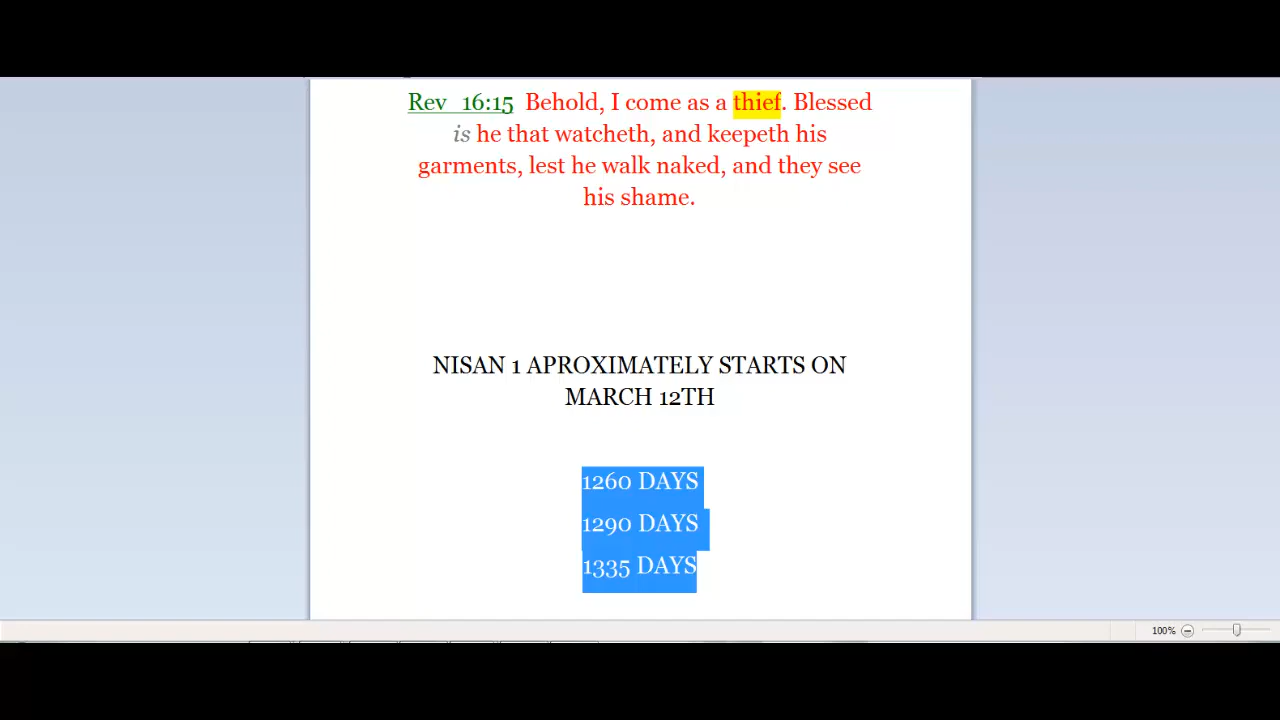 Rev 16:15 Behold, I come as a thief. Blessed
is he that watcheth, and keepeth his
garments, lest he walk naked, and they see
his shame.
NISAN 1 APROXIMATELY STARTS ON
MARCH 12TH
1260 DAYS
1290 DAYS
1335 DAYS
100%